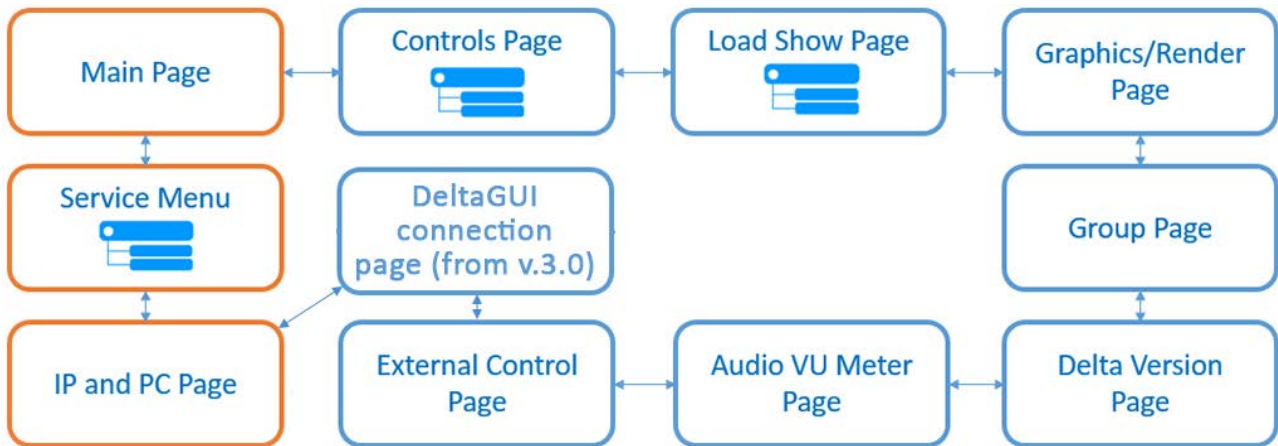 Main Page
Controls Page
Load Show Page
Graphics/Render
Page
Service Menu
DeltaGUI
connection
page (from v.3.0)
Group Page
IP and PC Page
External Control
Page
Audio VU Meter
Page
Delta Version
Page